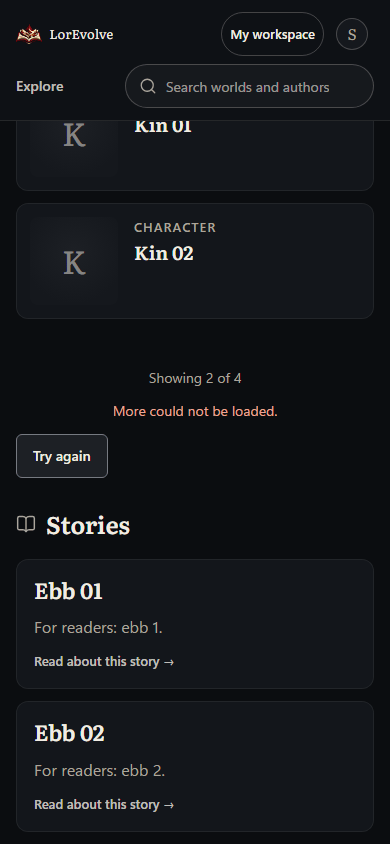 LorEvolve
My workspace
S
Explore
Search worlds and authors
K
Kin 01
CHARACTER
K
Kin 02
Showing 2 of 4
More could not be loaded.
Try again
Stories
Ebb 01
For readers: ebb 1.
Read about this story →
Ebb 02
For readers: ebb 2.
Read about this story →